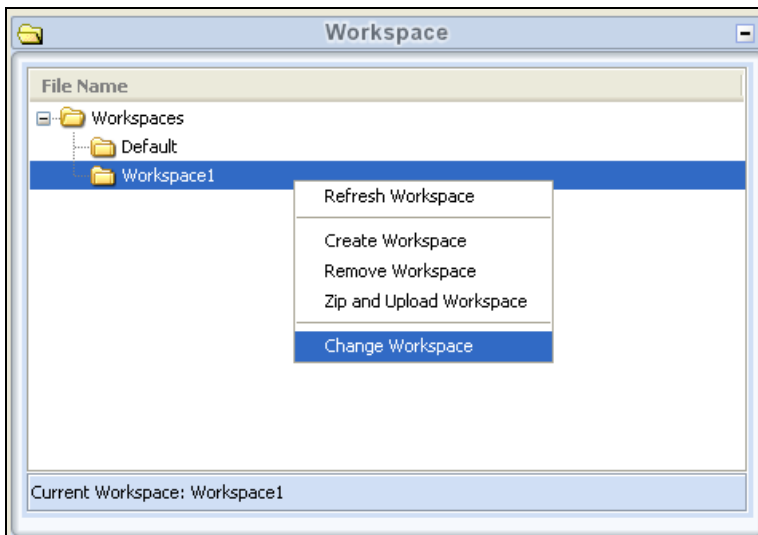 Workspace
File Name
Workspaces
Default
Workspace1
Refresh Workspace
Create Workspace
Remove Workspace
Zip and Upload Workspace
Change Workspace
Current Workspace: Workspace1